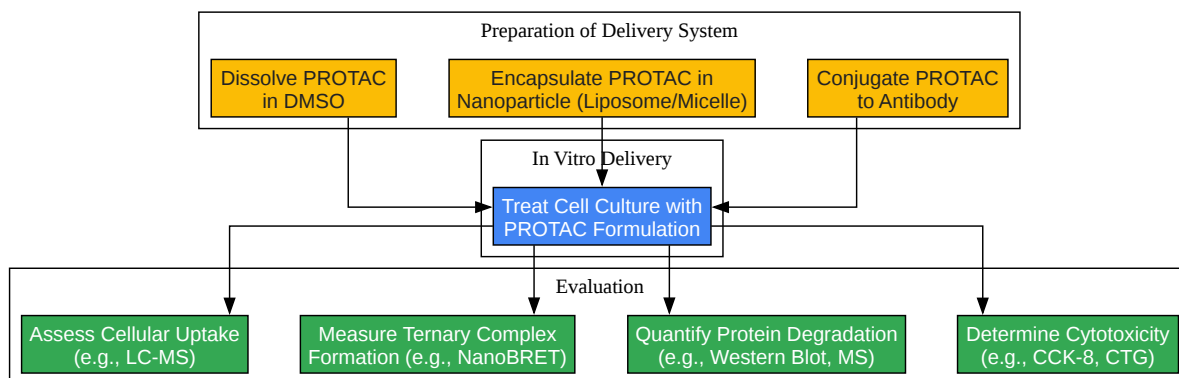 Preparation of Delivery System
Dissolve PROTAC
in DMSO
Encapsulate PROTAC in
Nanoparticle (Liposome/Micelle)
Conjugate PROTAC
to Antibody
In Vitro Delivery
Treat Cell Culture with
PROTAC Formulation
Evaluation
Assess Cellular Uptake
(e.g., LC-MS)
Measure Ternary Complex
Formation (e.g., NanoBRET)
Quantify Protein Degradation
(e.g., Western Blot, MS)
Determine Cytotoxicity
(e.g., CCK-8, CTG)